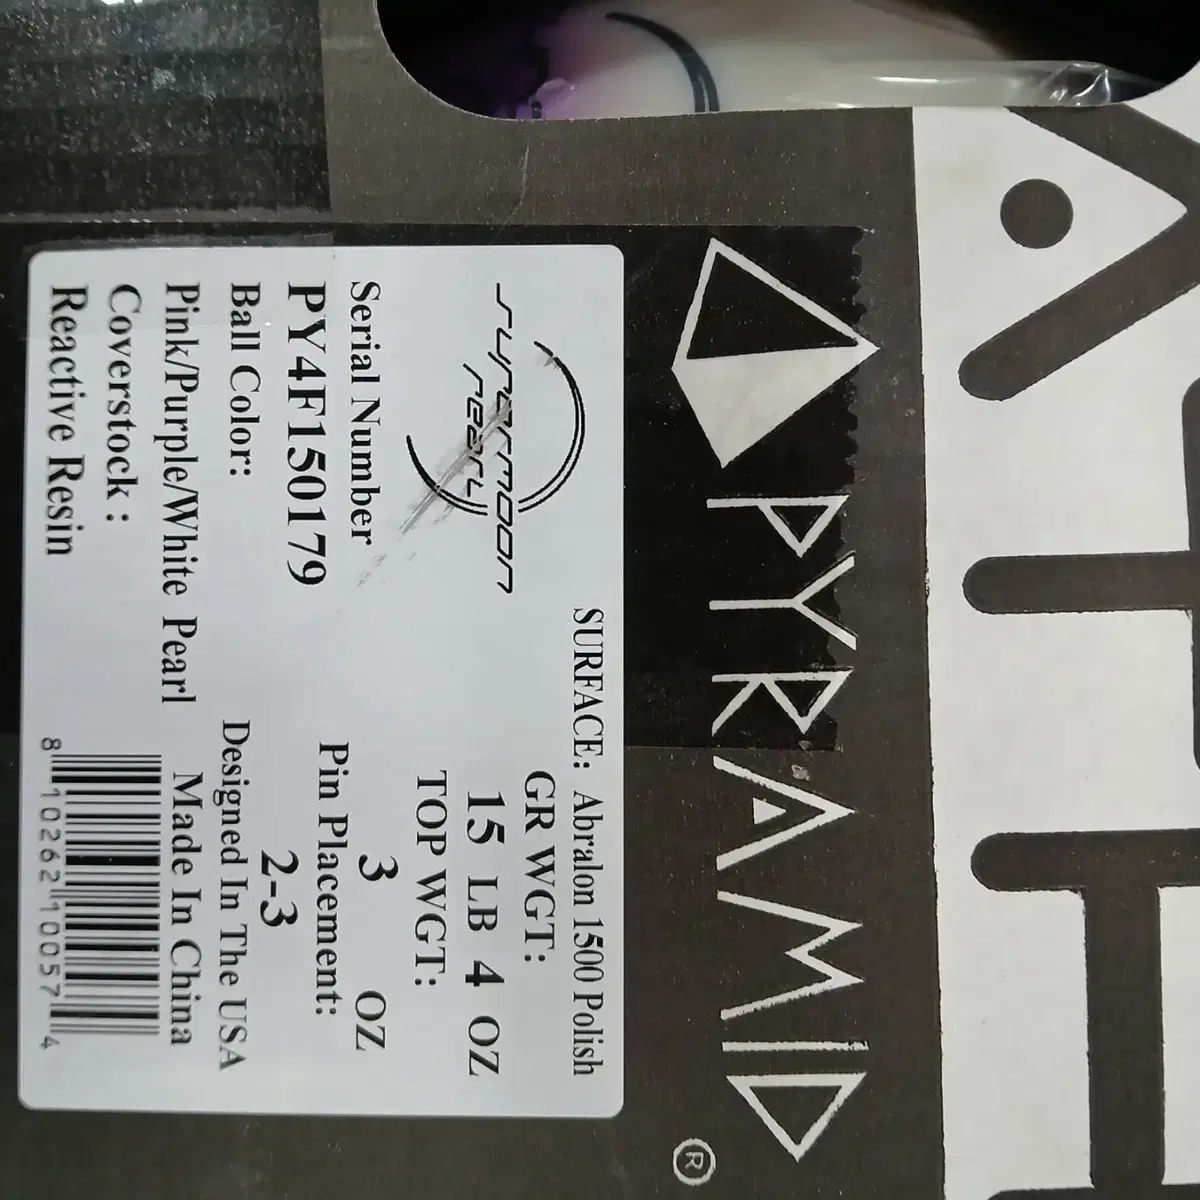 PYRAMID
®
supermoon
pearl
SURFACE: Abralon 1500 Polish
GR WGT:
15 LB 4 OZ
TOP WGT:
3 OZ
Pin Placement:
2-3
Serial Number
PY4F150179
Ball Color:
Pink/Purple/White Pearl
Coverstock :
Reactive Resin
Designed In The USA
Made In China
8 10262 10057 4